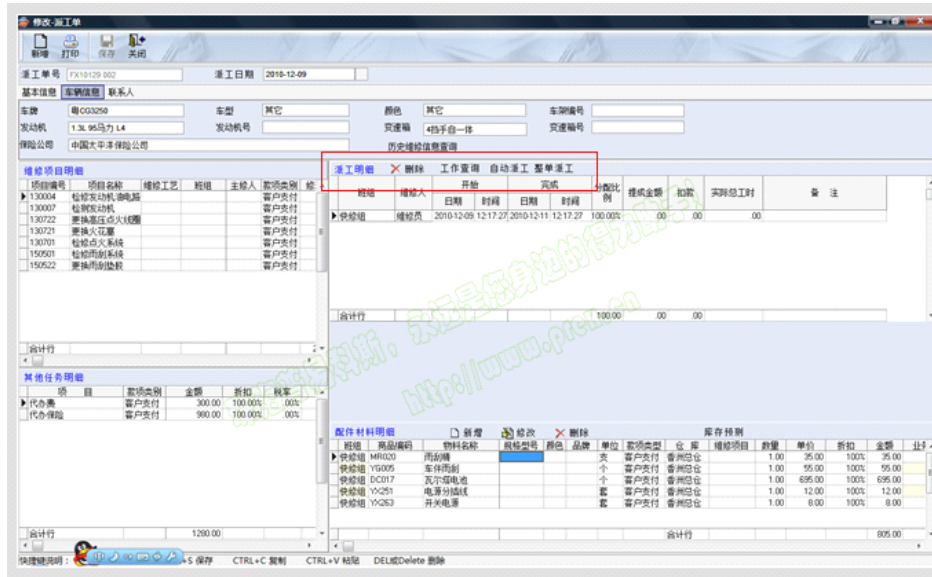 修改-派工单
新增 打印 保存 关闭
派工单号 FX10129 002 派工日期 2010-12-09
基本信息 车辆信息 联系人
车牌 粤CG3250 车型 其它 颜色 其它 车架编号
发动机 1.3L 95马力 L4 发动机号 变速箱 4挡手自一体 变速箱号
保险公司 中国太平洋保险公司 历史维修信息查询
维修项目明细
项目编号 项目名称 维修工艺 班组 主修人 款项类别 修
130004 检修发动机油电路 客户支付
130007 检测发动机 客户支付
130722 更换高压点火线圈 客户支付
130721 更换火花塞 客户支付
130701 检修点火系统 客户支付
150501 检修雨刮系统 客户支付
150522 更换雨刮垫胶 客户支付
合计行
派工明细 删除 工作查询 自动派工 整单派工
班组 维修人 开始 完成 分配比例 提成金额 扣款 实际总工时 备 注
日期 时间 日期 时间
快修组 维修员 2010-12-09 12:17:27 2010-12-11 12:17:27 100.00% .00 .00 .00
合计行 100.00 .00 .00
其他任务明细
项 目 款项类别 金额 折扣 税率
代办费 客户支付 300.00 100.00% .00%
代办保险 客户支付 980.00 100.00% .00%
合计行 1280.00
配件材料明细 新增 修改 删除 库存预测
班组 商品编码 物料名称 规格型号 颜色 品牌 单位 款项类型 仓 库 维修项目 数量 单价 折扣 金额
快修组 MR020 雨刮精 支 客户支付 香洲总仓 1.00 35.00 100% 35.00
快修组 YG005 车伴雨刮 个 客户支付 香洲总仓 1.00 55.00 100% 55.00
快修组 DC017 瓦尔塔电池 个 客户支付 香洲总仓 1.00 695.00 100% 695.00
快修组 YX251 电源分插线 套 客户支付 香洲总仓 1.00 12.00 100% 12.00
快修组 YX263 开关电源 套 客户支付 香洲总仓 1.00 8.00 100% 8.00
合计行 805.00
快捷键说明： +S 保存 CTRL+C 复制 CTRL+V 粘贴 DEL或Delete 删除
科斯，永远是您身边的得力助手